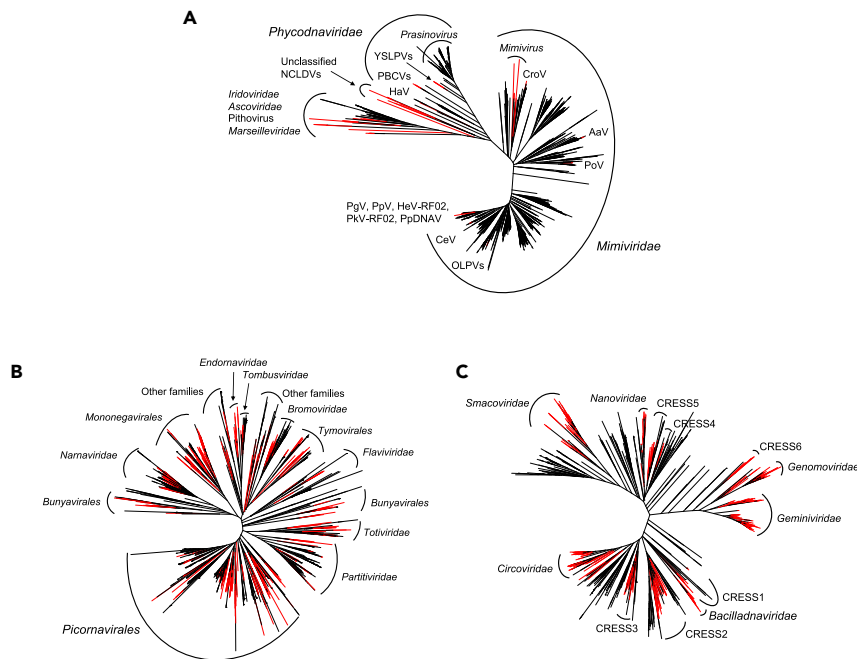 A
Phycodnaviridae
Prasinovirus
Mimivirus
Unclassified
NCLDVs
YSLPVs
PBCVs
HaV
CroV
Iridoviridae
Ascoviridae
Pithovirus
Marseilleviridae
AaV
PoV
PgV, PpV, HeV-RF02,
PkV-RF02, PpDNAV
CeV
OLPVs
Mimiviridae
B
Endornaviridae
Tombusviridae
Other families
Other families
Bromoviridae
Mononegavirales
Tymovirales
Narnaviridae
Flaviviridae
Bunyavirales
Bunyavirales
Totiviridae
Partitiviridae
Picornavirales
C
Smacoviridae
Nanoviridae
CRESS5
CRESS4
CRESS6
Genomoviridae
Geminiviridae
Circoviridae
CRESS1
Bacilladnaviridae
CRESS3
CRESS2